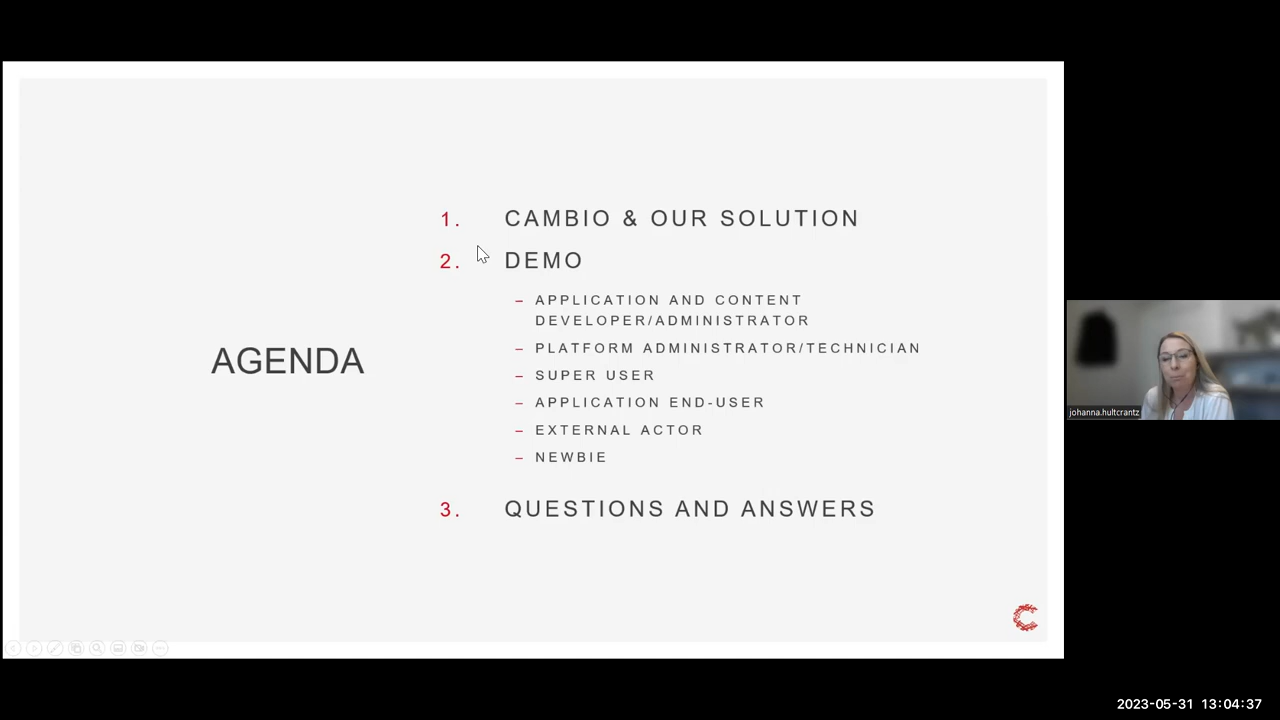 AGENDA
1. CAMBIO & OUR SOLUTION
2. DEMO
– APPLICATION AND CONTENT
DEVELOPER/ADMINISTRATOR
– PLATFORM ADMINISTRATOR/TECHNICIAN
– SUPER USER
– APPLICATION END-USER
– EXTERNAL ACTOR
– NEWBIE
3. QUESTIONS AND ANSWERS
johanna.hultcrantz
2023-05-31 13:04:37